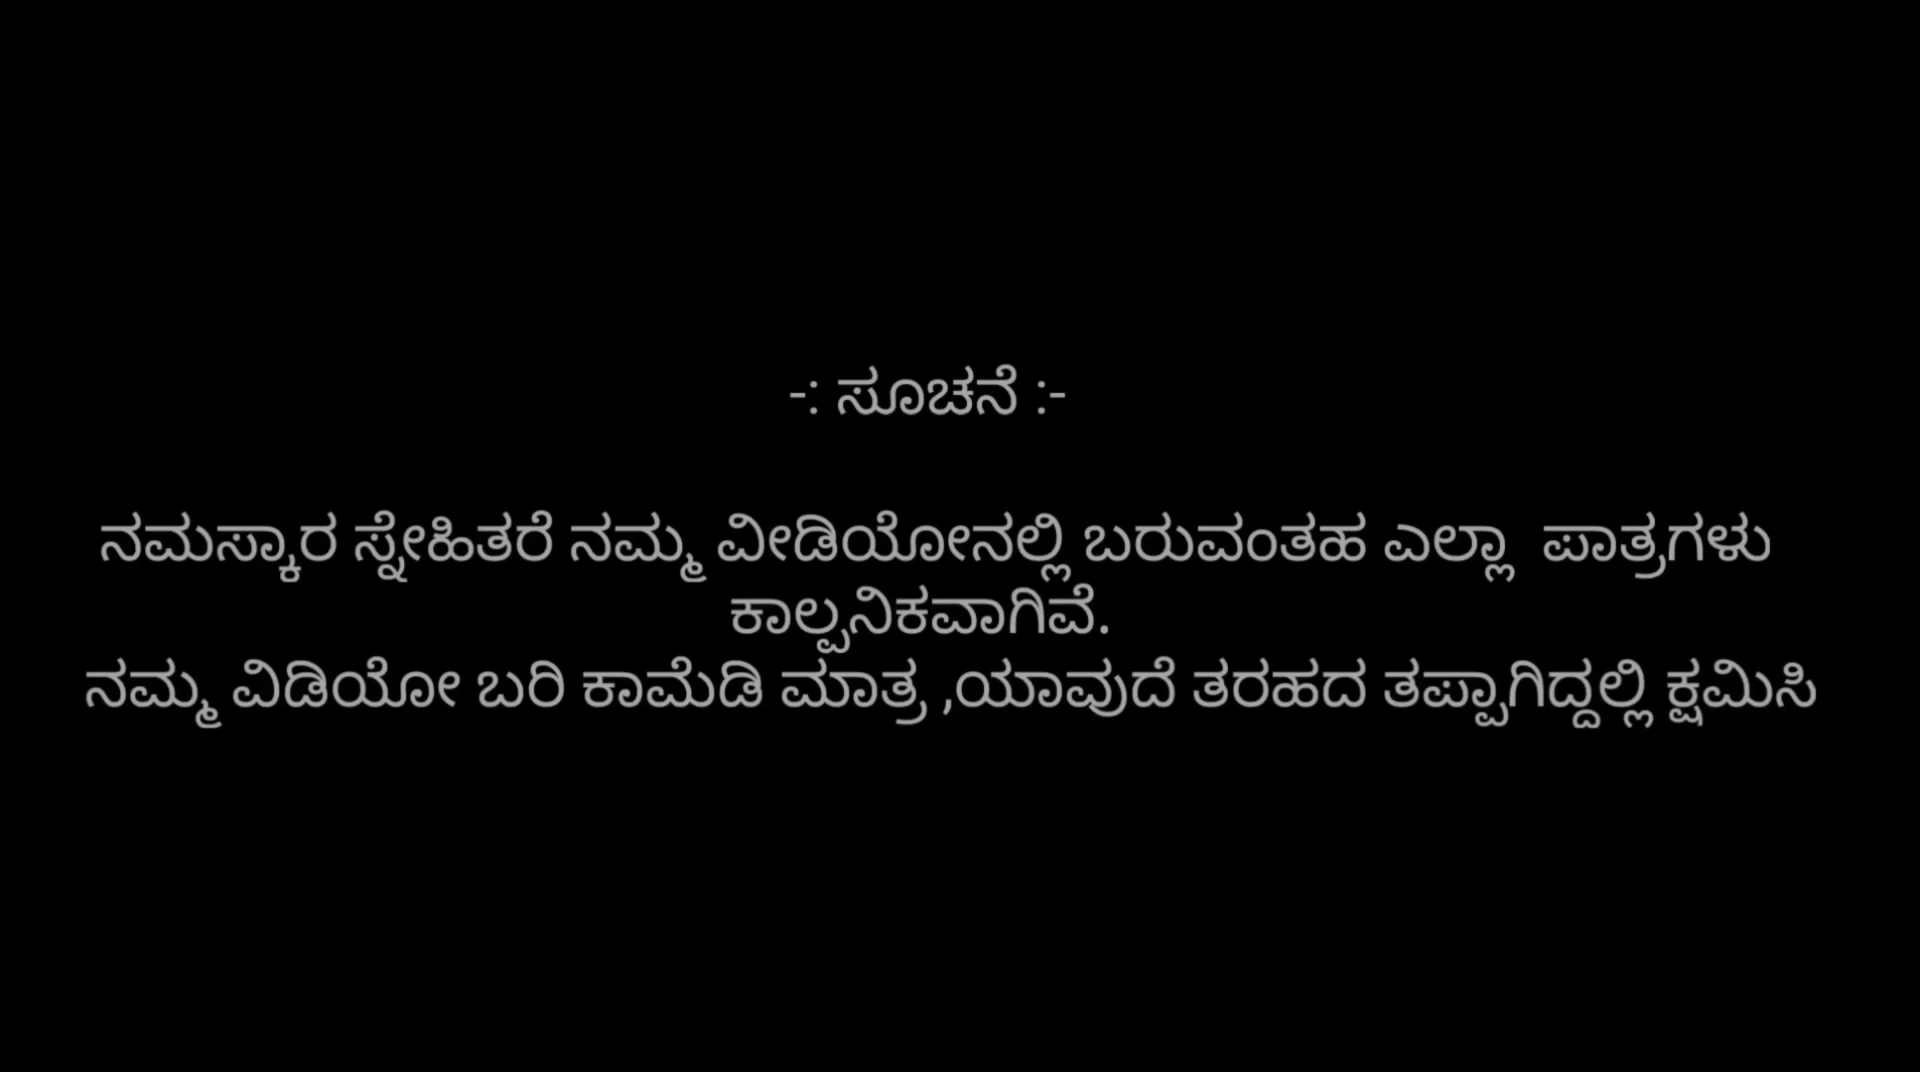 -: ಸೂಚನೆ :-
ನಮಸ್ಕಾರ ಸ್ನೇಹಿತರೆ ನಮ್ಮ ವೀಡಿಯೋನಲ್ಲಿ ಬರುವಂತಹ ಎಲ್ಲಾ ಪಾತ್ರಗಳು
ಕಾಲ್ಪನಿಕವಾಗಿವೆ.
ನಮ್ಮ ವಿಡಿಯೋ ಬರಿ ಕಾಮೆಡಿ ಮಾತ್ರ ,ಯಾವುದೆ ತರಹದ ತಪ್ಪಾಗಿದ್ದಲ್ಲಿ ಕ್ಷಮಿಸಿ